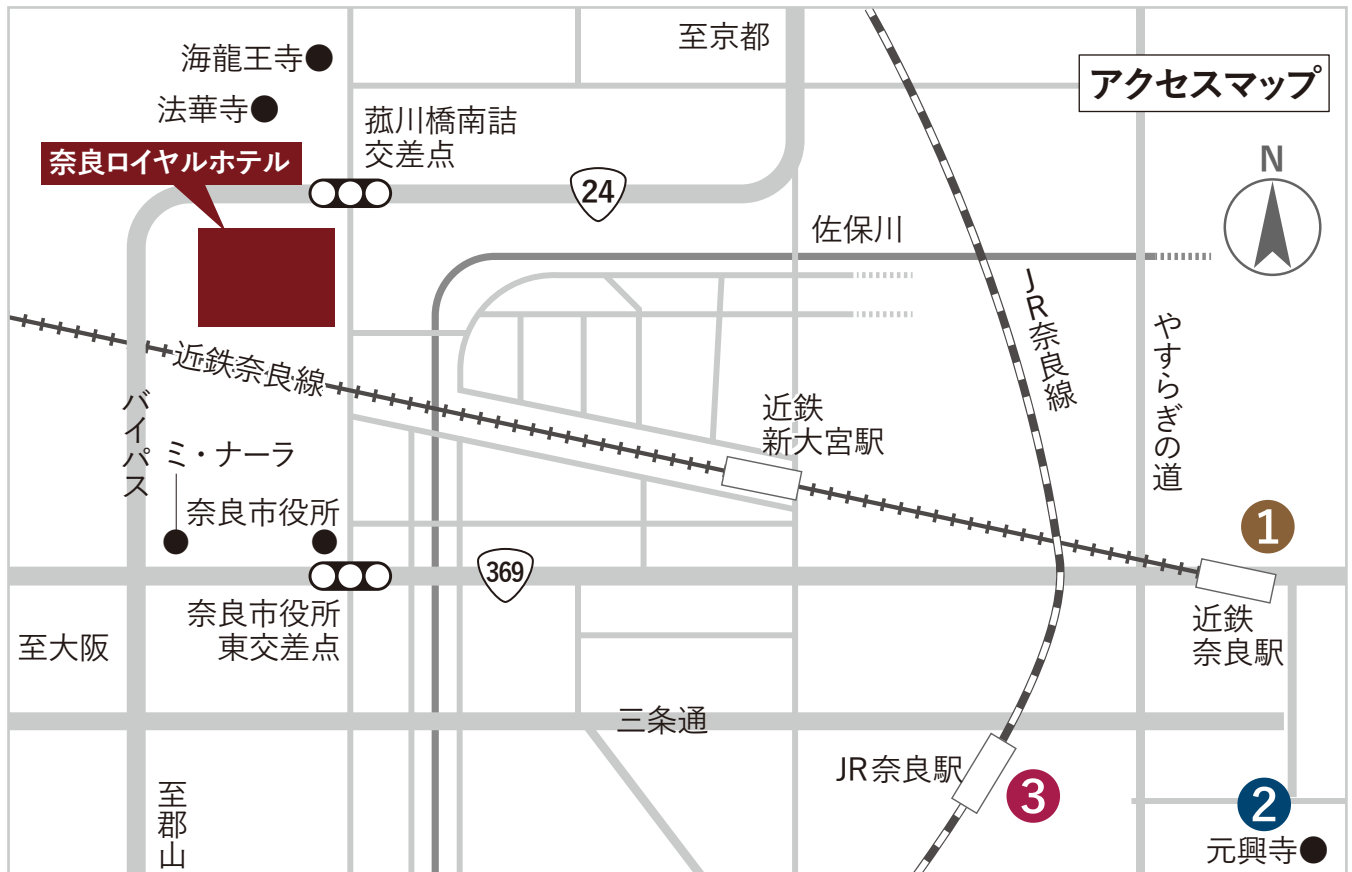 至京都
海龍王寺
アクセスマップ
法華寺
菰川橋南詰
交差点
奈良ロイヤルホテル
N
24
佐保川
JR奈良線
やすらぎの道
近鉄奈良線
バイパス
近鉄
新大宮駅
ミ・ナーラ
奈良市役所
1
369
奈良市役所
東交差点
近鉄
奈良駅
至大阪
三条通
JR奈良駅
3
2
至郡山
元興寺